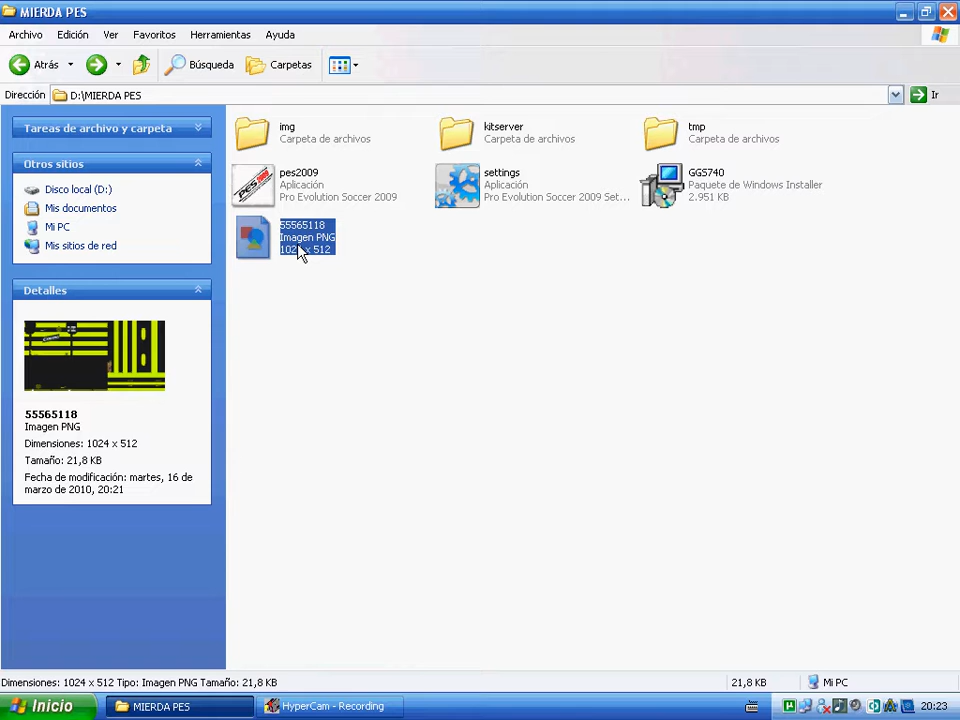 MIERDA PES
Archivo Edición Ver Favoritos Herramientas Ayuda
Atrás Búsqueda Carpetas
Dirección D:\MIERDA PES Ir
Tareas de archivo y carpeta
Otros sitios
Disco local (D:)
Mis documentos
Mi PC
Mis sitios de red
Detalles
55565118
Imagen PNG
Dimensiones: 1024 x 512
Tamaño: 21,8 KB
Fecha de modificación: martes, 16 de
marzo de 2010, 20:21
img
Carpeta de archivos
kitserver
Carpeta de archivos
tmp
Carpeta de archivos
pes2009
Aplicación
Pro Evolution Soccer 2009
settings
Aplicación
Pro Evolution Soccer 2009 Set...
GGS740
Paquete de Windows Installer
2.951 KB
55565118
Imagen PNG
1024 x 512
Dimensiones: 1024 x 512 Tipo: Imagen PNG Tamaño: 21,8 KB 21,8 KB Mi PC
Inicio MIERDA PES HyperCam - Recording 20:23